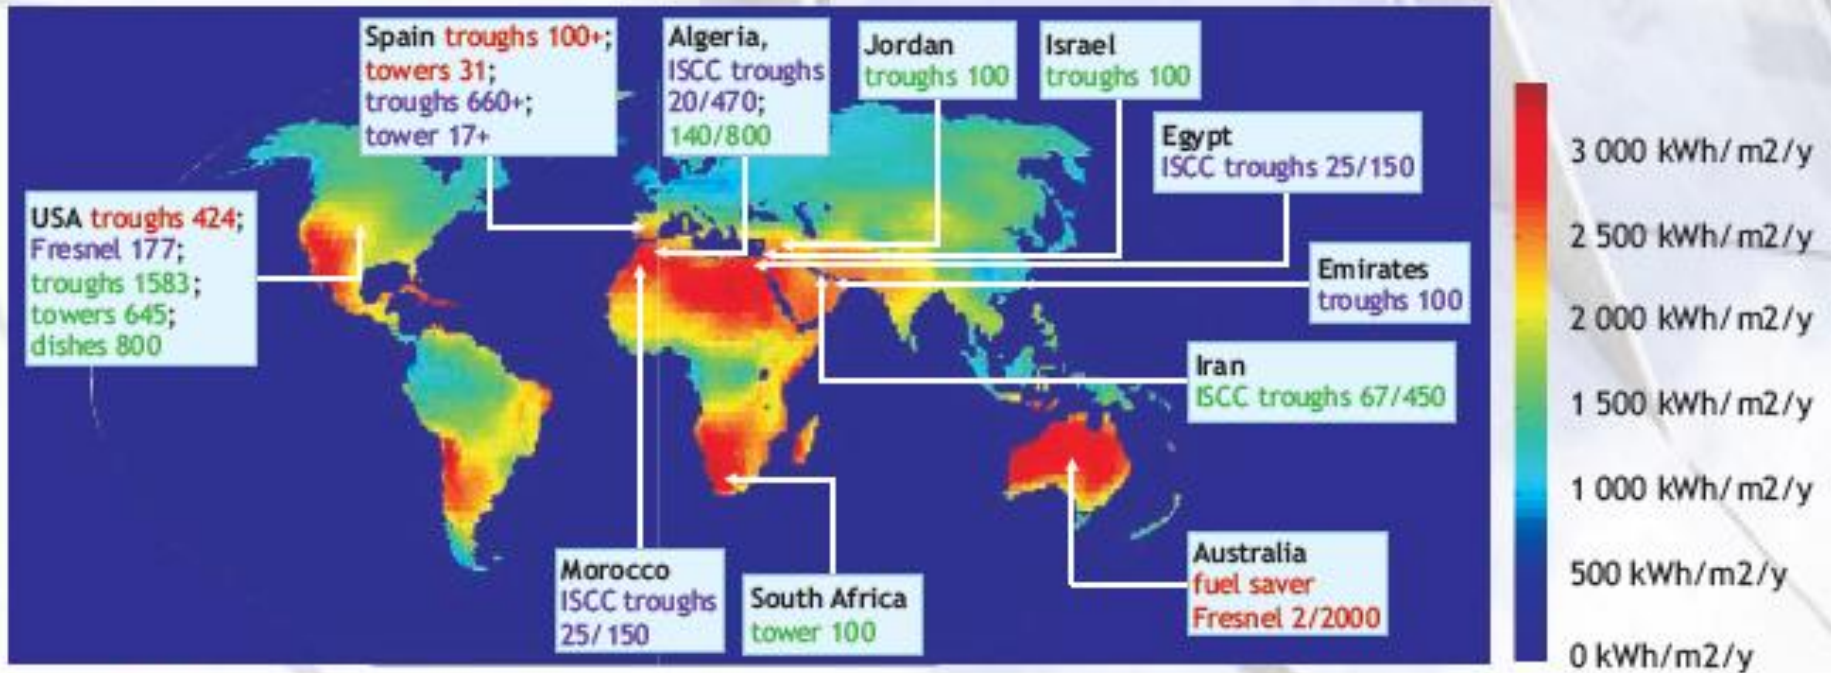 Spain troughs 100+;
towers 31;
troughs 660+;
tower 17+
Algeria,
ISCC troughs
20/470;
140/800
Jordan
troughs 100
Israel
troughs 100
Egypt
ISCC troughs 25/150
USA troughs 424;
Fresnel 177;
troughs 1583;
towers 645;
dishes 800
Emirates
troughs 100
Iran
ISCC troughs 67/450
Morocco
ISCC troughs
25/150
South Africa
tower 100
Australia
fuel saver
Fresnel 2/2000
3 000 kWh/m2/y
2 500 kWh/m2/y
2 000 kWh/m2/y
1 500 kWh/m2/y
1 000 kWh/m2/y
500 kWh/m2/y
0 kWh/m2/y